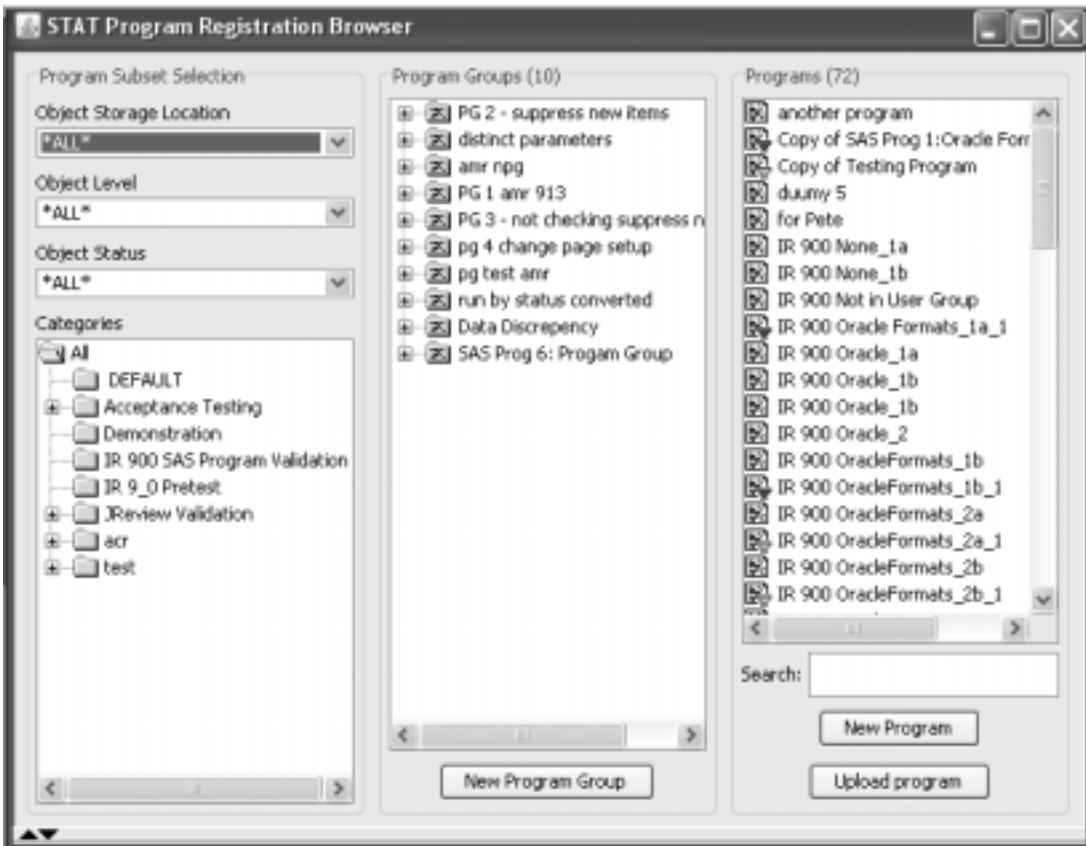 STAT Program Registration Browser
Program Subset Selection
Object Storage Location
*ALL*
Object Level
*ALL*
Object Status
*ALL*
Categories
All
DEFAULT
Acceptance Testing
Demonstration
IR 900 SAS Program Validation
IR 9_0 Pretest
JReview Validation
acr
test
Program Groups (10)
PG 2 - suppress new items
distinct parameters
amr npg
PG 1 amr 913
PG 3 - not checking suppress n
pg 4 change page setup
pg test amr
run by status converted
Data Discrepency
SAS Prog 6: Progam Group
New Program Group
Programs (72)
another program
Copy of SAS Prog 1:Oracle Forr
Copy of Testing Program
duumy 5
for Pete
IR 900 None_1a
IR 900 None_1b
IR 900 Not in User Group
IR 900 Oracle Formats_1a_1
IR 900 Oracle_1a
IR 900 Oracle_1b
IR 900 Oracle_1b
IR 900 Oracle_2
IR 900 OracleFormats_1b
IR 900 OracleFormats_1b_1
IR 900 OracleFormats_2a
IR 900 OracleFormats_2a_1
IR 900 OracleFormats_2b
IR 900 OracleFormats_2b_1
Search:
New Program
Upload program